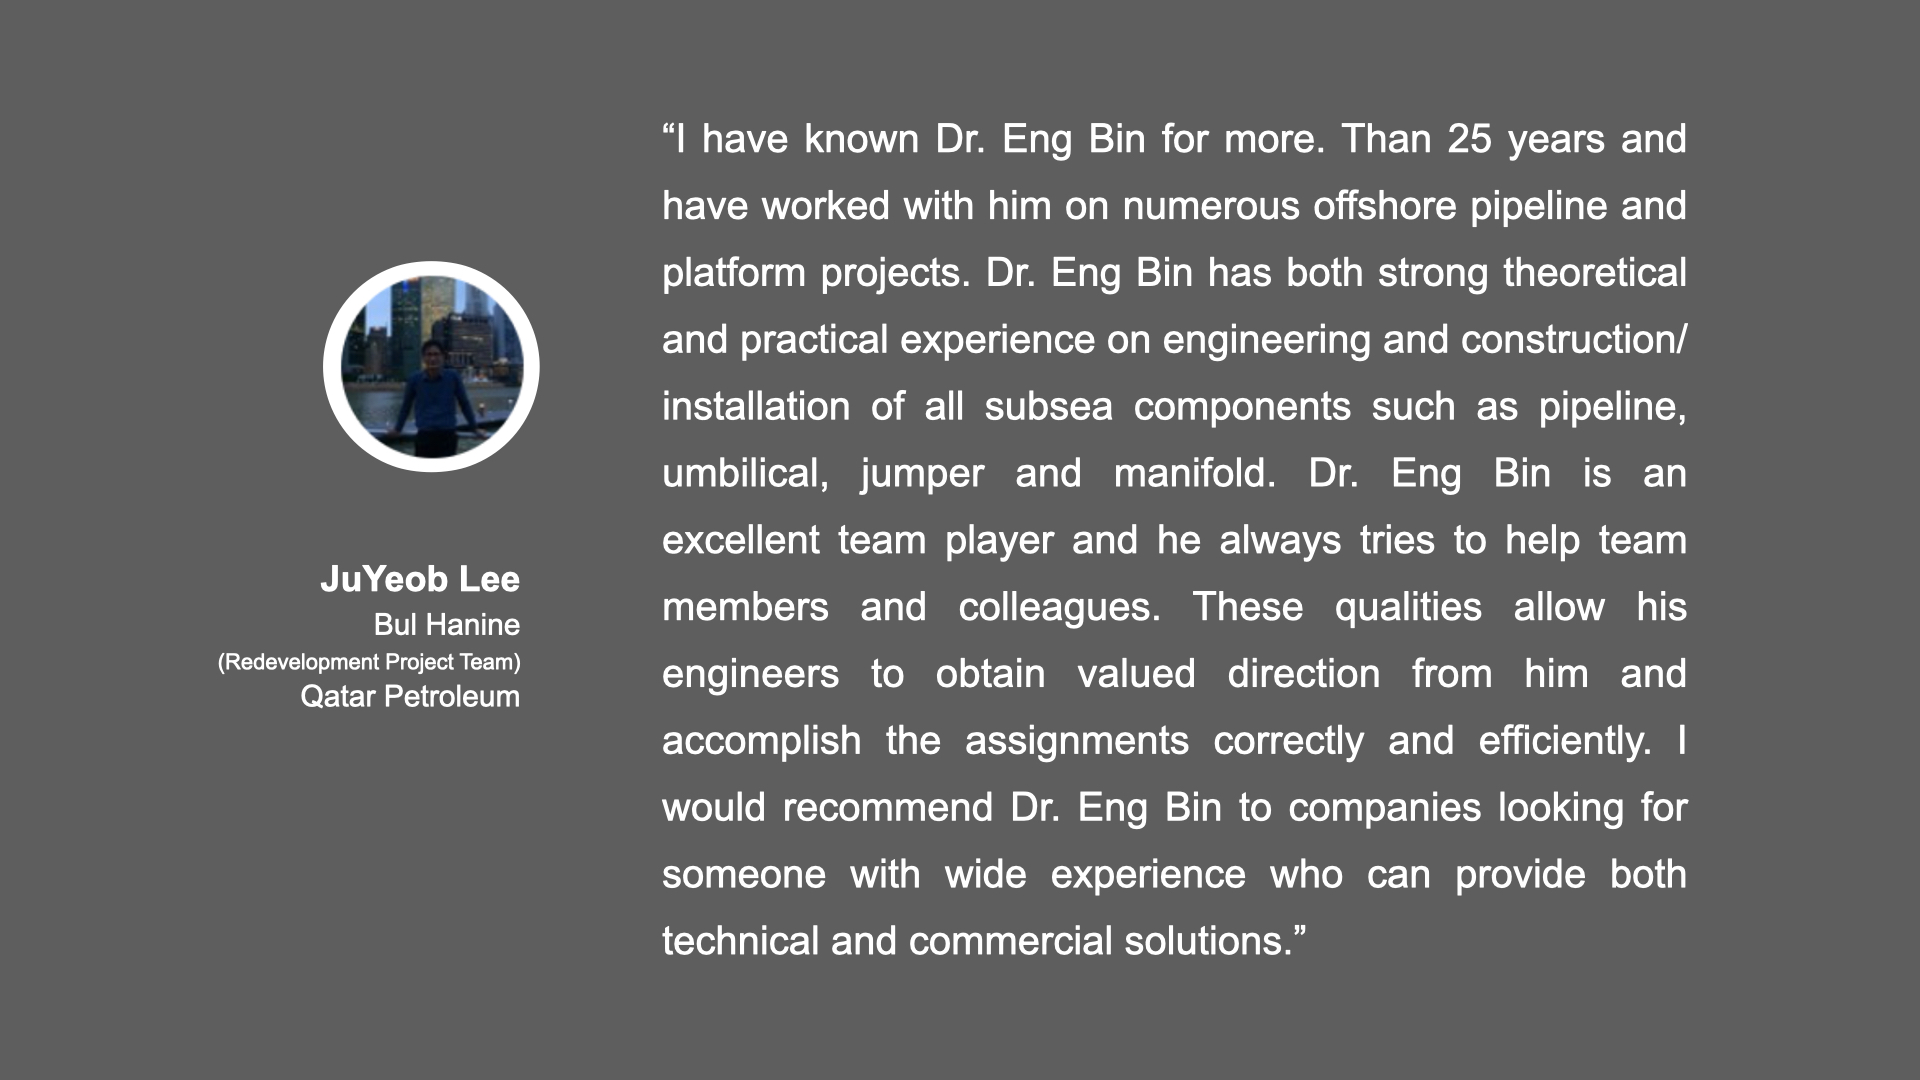 JuYeob Lee
Bul Hanine
(Redevelopment Project Team)
Qatar Petroleum
“I have known Dr. Eng Bin for more. Than 25 years and
have worked with him on numerous offshore pipeline and
platform projects. Dr. Eng Bin has both strong theoretical
and practical experience on engineering and construction/
installation of all subsea components such as pipeline,
umbilical, jumper and manifold. Dr. Eng Bin is an
excellent team player and he always tries to help team
members and colleagues. These qualities allow his
engineers to obtain valued direction from him and
accomplish the assignments correctly and efficiently. I
would recommend Dr. Eng Bin to companies looking for
someone with wide experience who can provide both
technical and commercial solutions.”